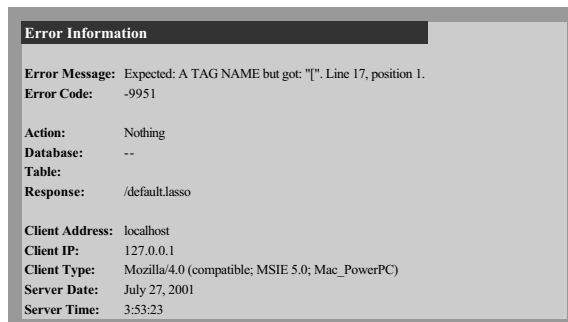 Error Information
Error Message: Expected: A TAG NAME but got: "[". Line 17, position 1.
Error Code: -9951
Action: Nothing
Database: --
Table:
Response: /default.lasso
Client Address: localhost
Client IP: 127.0.0.1
Client Type: Mozilla/4.0 (compatible; MSIE 5.0; Mac_PowerPC)
Server Date: July 27, 2001
Server Time: 3:53:23